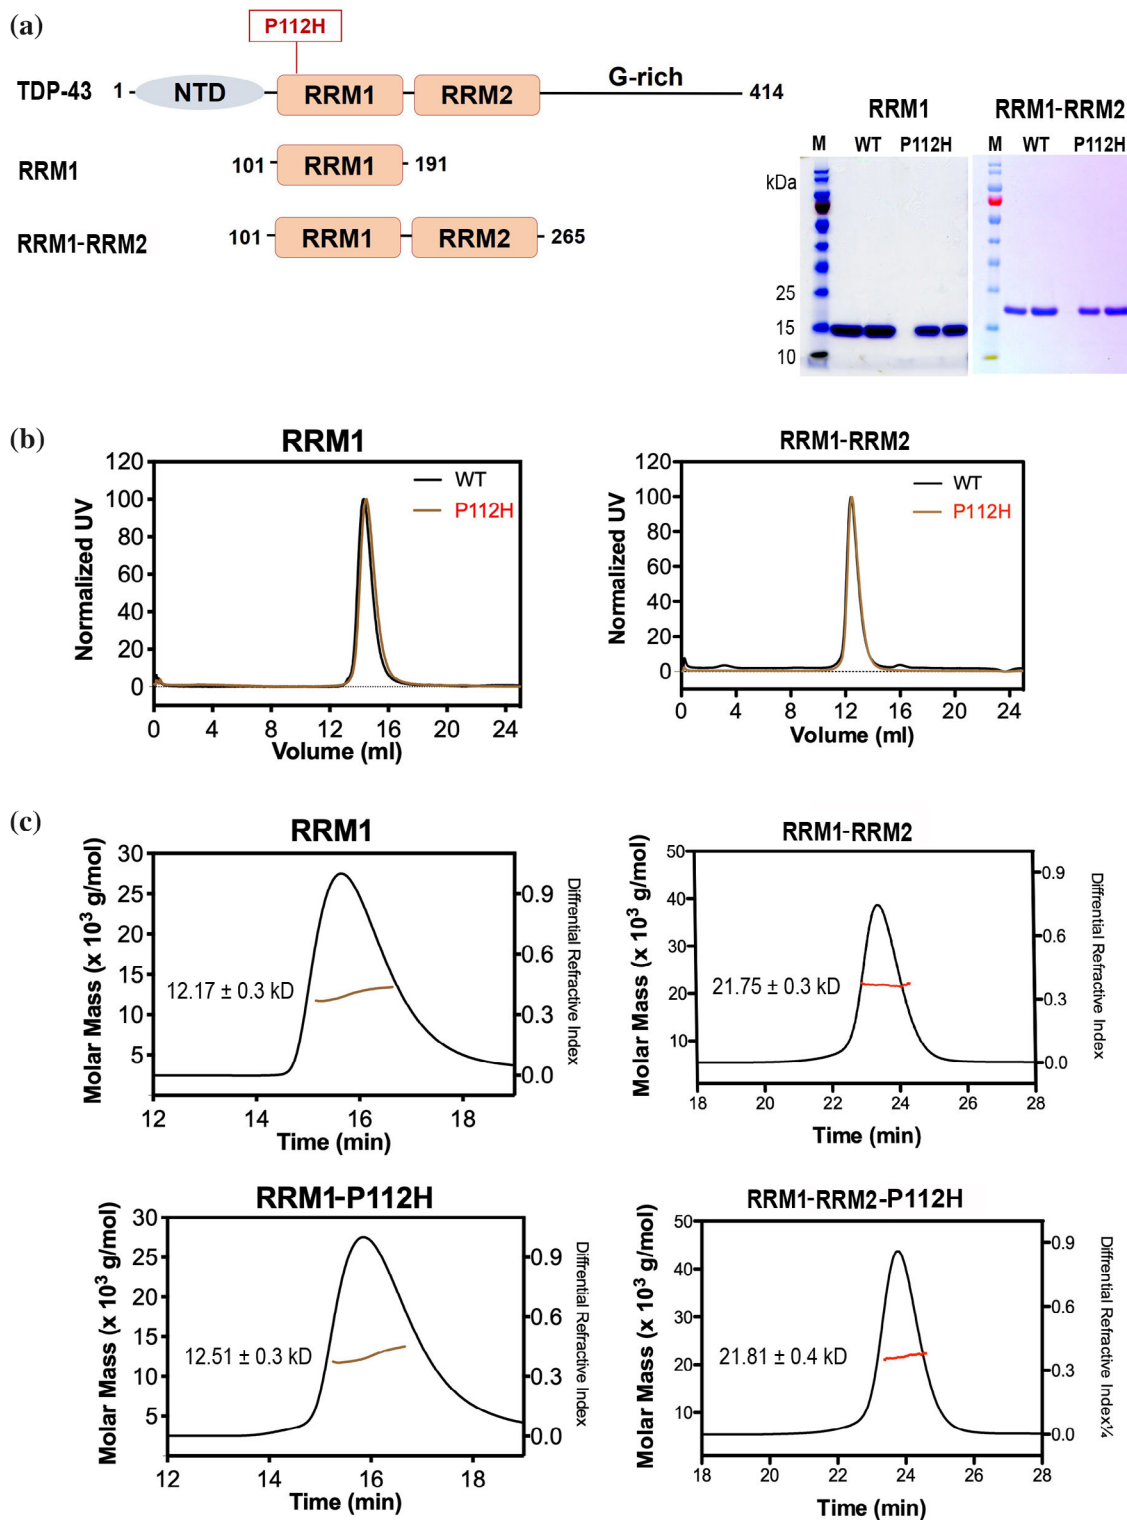 (a)
P112H
TDP-43 1 NTD RRM1 RRM2 G-rich 414
RRM1 101 RRM1 191
RRM1-RRM2 101 RRM1 RRM2 265
RRM1 RRM1-RRM2
M WT P112H M WT P112H
kDa
25
15
10
(b)
RRM1
Normalized UV
120
100
80
60
40
20
0
WT
P112H
0 4 8 12 16 20 24
Volume (ml)
RRM1-RRM2
Normalized UV
120
100
80
60
40
20
0
WT
P112H
0 4 8 12 16 20 24
Volume (ml)
(c)
RRM1
Molar Mass (x 10³ g/mol)
30
25
20
15
10
5
12.17 ± 0.3 kD
0.9
0.6
0.3
0.0
Diffrential Refractive Index
12 14 16 18
Time (min)
RRM1-RRM2
Molar Mass (x 10³ g/mol)
50
40
30
20
10
21.75 ± 0.3 kD
0.9
0.6
0.3
0.0
Diffrential Refractive Index
18 20 22 24 26 28
Time (min)
RRM1-P112H
Molar Mass (x 10³ g/mol)
30
25
20
15
10
5
12.51 ± 0.3 kD
0.9
0.6
0.3
0.0
Diffrential Refractive Index
12 14 16 18
Time (min)
RRM1-RRM2-P112H
Molar Mass (x 10³ g/mol)
50
40
30
20
10
21.81 ± 0.4 kD
0.9
0.6
0.3
0.0
Diffrential Refractive Index¼
18 20 22 24 26 28
Time (min)